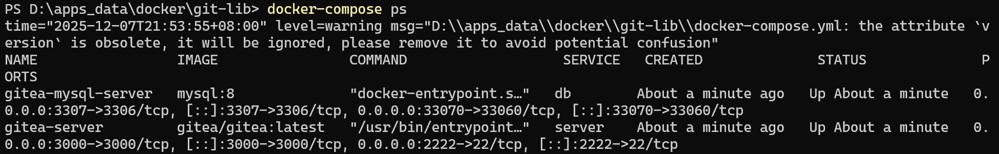 PS D:\apps_data\docker\git-lib> docker-compose ps
time="2025-12-07T21:53:55+08:00" level=warning msg="D:\\apps_data\\docker\\git-lib\\docker-compose.yml: the attribute `v
ersion` is obsolete, it will be ignored, please remove it to avoid potential confusion"
NAME                 IMAGE                COMMAND                   SERVICE   CREATED              STATUS              P
ORTS
gitea-mysql-server   mysql:8              "docker-entrypoint.s…"   db        About a minute ago   Up About a minute   0.
0.0.0:3307->3306/tcp, [::]:3307->3306/tcp, 0.0.0.0:33070->33060/tcp, [::]:33070->33060/tcp
gitea-server         gitea/gitea:latest   "/usr/bin/entrypoint…"   server    About a minute ago   Up About a minute   0.
0.0.0:3000->3000/tcp, [::]:3000->3000/tcp, 0.0.0.0:2222->22/tcp, [::]:2222->22/tcp